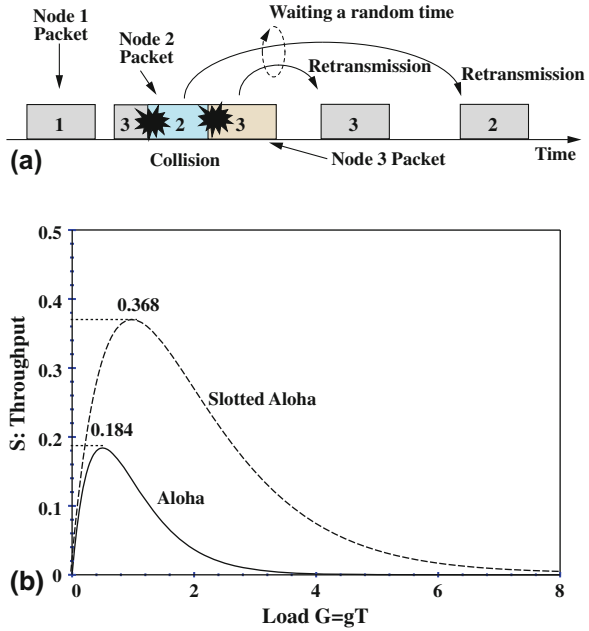 Waiting a random time
Node 1
Packet
Node 2
Packet
Retransmission
Retransmission
1
3
2
3
3
2
(a)
Collision
Node 3 Packet
Time
0.5
0.4
0.3
0.2
0.1
0
0.368
0.184
Slotted Aloha
Aloha
S: Throughput
(b)
0
2
4
6
8
Load G=gT